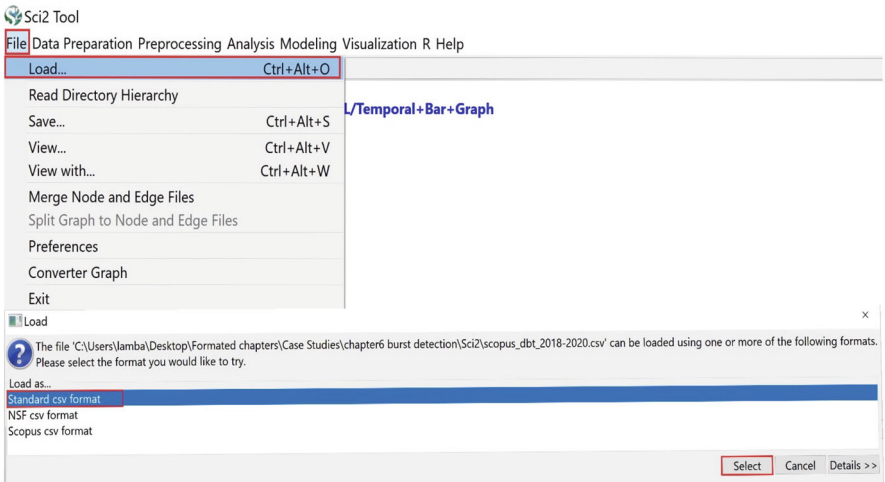 Sci2 Tool
File Data Preparation Preprocessing Analysis Modeling Visualization R Help
Load... Ctrl+Alt+O
Read Directory Hierarchy
L/Temporal+Bar+Graph
Save... Ctrl+Alt+S
View... Ctrl+Alt+V
View with... Ctrl+Alt+W
Merge Node and Edge Files
Split Graph to Node and Edge Files
Preferences
Converter Graph
Exit
Load x
The file 'C:\Users\lamba\Desktop\Formated chapters\Case Studies\chapter6 burst detection\Sci2\scopus_dbt_2018-2020.csv' can be loaded using one or more of the following formats.
Please select the format you would like to try.
Load as...
Standard csv format
NSF csv format
Scopus csv format
Select Cancel Details >>